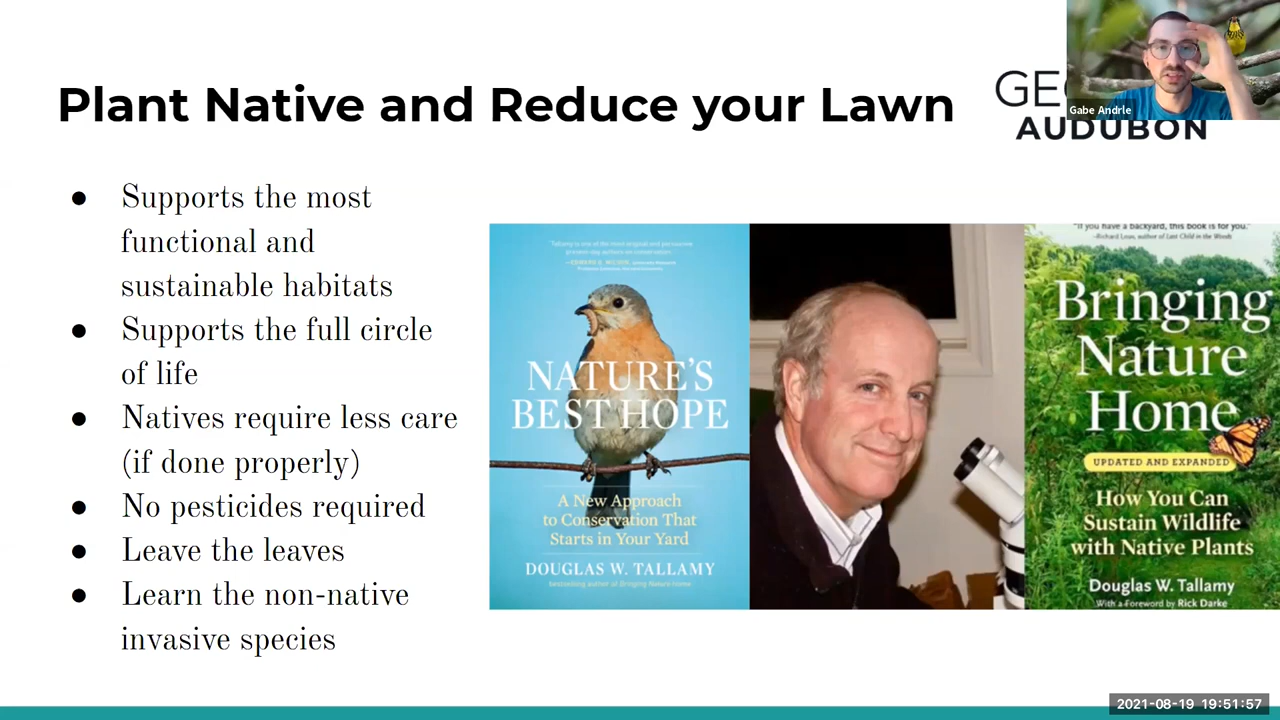 Plant Native and Reduce your Lawn
GE
AUDUBON
Gabe Andrle
● Supports the most
functional and
sustainable habitats
● Supports the full circle
of life
● Natives require less care
(if done properly)
● No pesticides required
● Leave the leaves
● Learn the non-native
invasive species
"Tallamy is one of the most original and persuasive
present-day authors on conservation."
—EDWARD O. WILSON,
NATURE'S
BEST HOPE
A New Approach
to Conservation That
Starts in Your Yard
DOUGLAS W. TALLAMY
bestselling author of Bringing Nature Home
"If you have a backyard, this book is for you."
—Richard Louv, author of Last Child in the Woods
Bringing
Nature
Home
UPDATED AND EXPANDED
How You Can
Sustain Wildlife
with Native Plants
Douglas W. Tallamy
With a Foreword by Rick Darke
2021-08-19 19:51:57